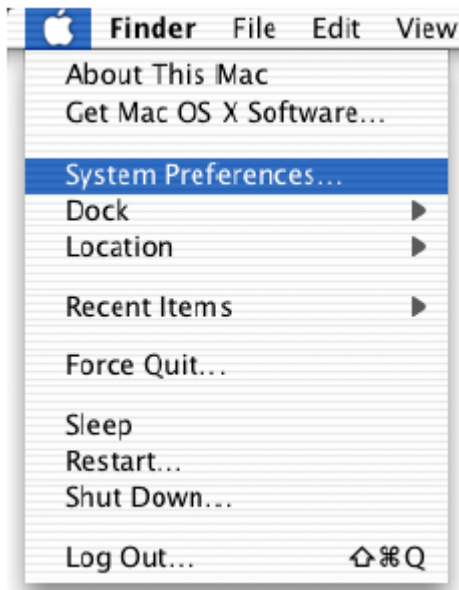 Finder File Edit View
About This Mac
Get Mac OS X Software...
System Preferences...
Dock
Location
Recent Items
Force Quit...
Sleep
Restart...
Shut Down...
Log Out... ⇧⌘Q